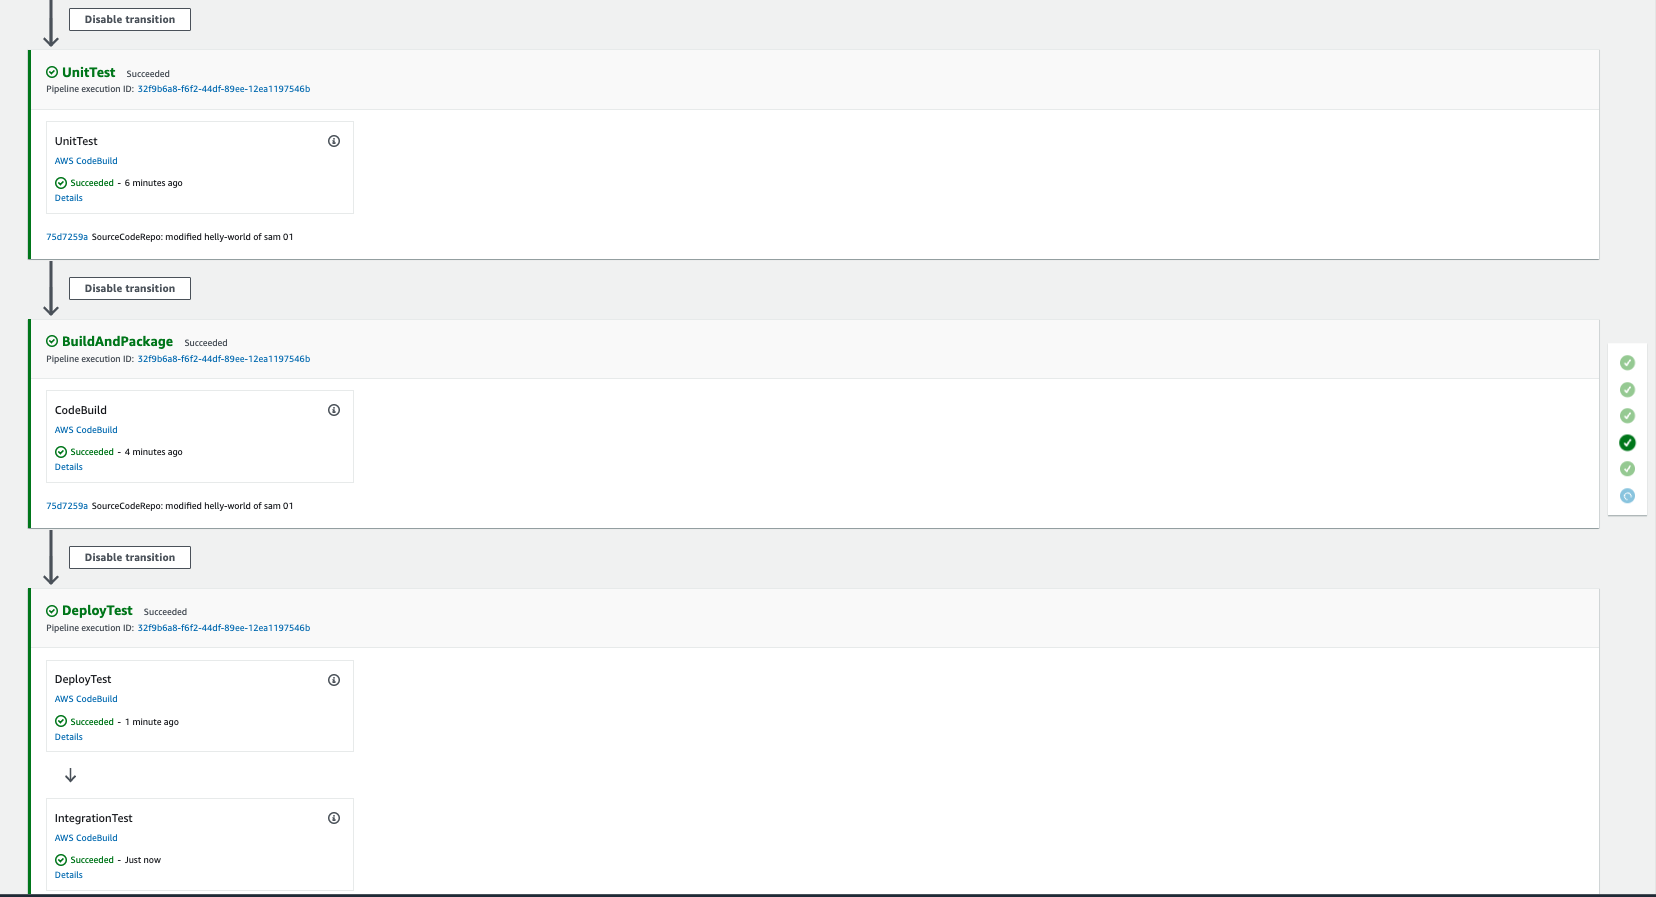 Disable transition
UnitTest Succeeded
Pipeline execution ID: 32f9b6a8-f6f2-44df-89ee-12ea1197546b
UnitTest
AWS CodeBuild
Succeeded - 6 minutes ago
Details
75d7259a SourceCodeRepo: modified helly-world of sam 01
Disable transition
BuildAndPackage Succeeded
Pipeline execution ID: 32f9b6a8-f6f2-44df-89ee-12ea1197546b
CodeBuild
AWS CodeBuild
Succeeded - 4 minutes ago
Details
75d7259a SourceCodeRepo: modified helly-world of sam 01
Disable transition
DeployTest Succeeded
Pipeline execution ID: 32f9b6a8-f6f2-44df-89ee-12ea1197546b
DeployTest
AWS CodeBuild
Succeeded - 1 minute ago
Details
IntegrationTest
AWS CodeBuild
Succeeded - Just now
Details